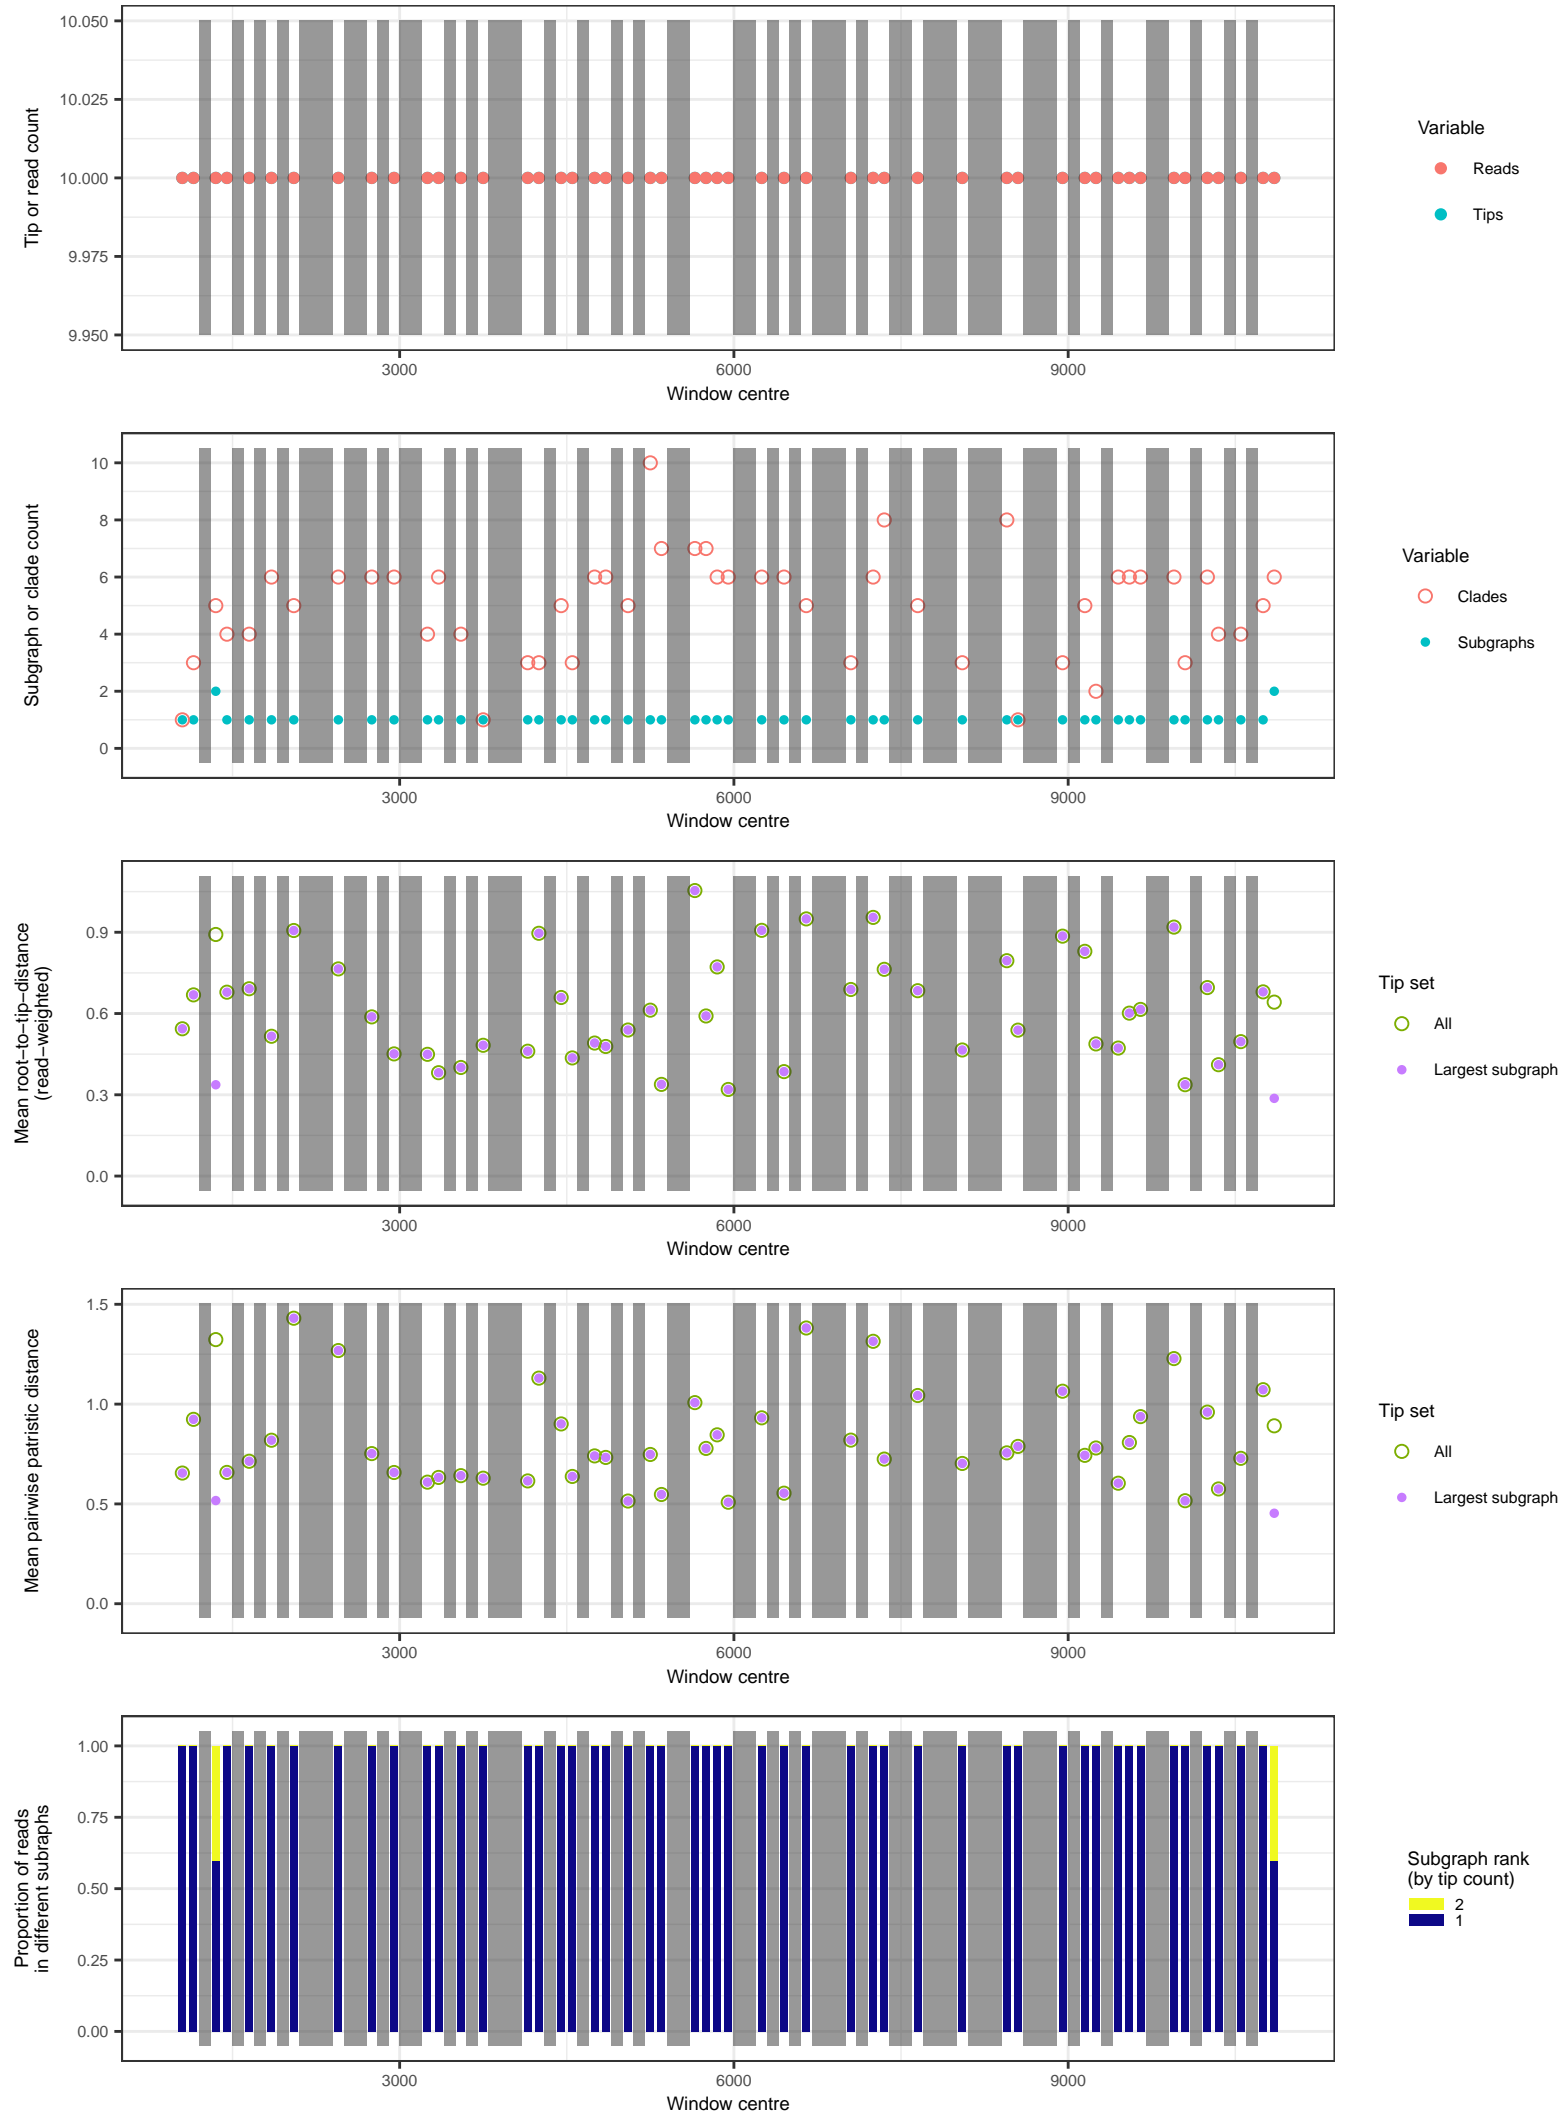 10.050
10.025
10.000
9.975
9.950
Tip or read count
3000
6000
9000
Window centre
Variable
Reads
Tips
10
8
6
4
2
0
Subgraph or clade count
3000
6000
9000
Window centre
Variable
Clades
Subgraphs
0.9
0.6
0.3
0.0
Mean root−to−tip−distance
(read−weighted)
3000
6000
9000
Window centre
Tip set
All
Largest subgraph
1.5
1.0
0.5
0.0
Mean pairwise patristic distance
3000
6000
9000
Window centre
Tip set
All
Largest subgraph
1.00
0.75
0.50
0.25
0.00
Proportion of reads
in different subraphs
3000
6000
9000
Window centre
Subgraph rank
(by tip count)
2
1